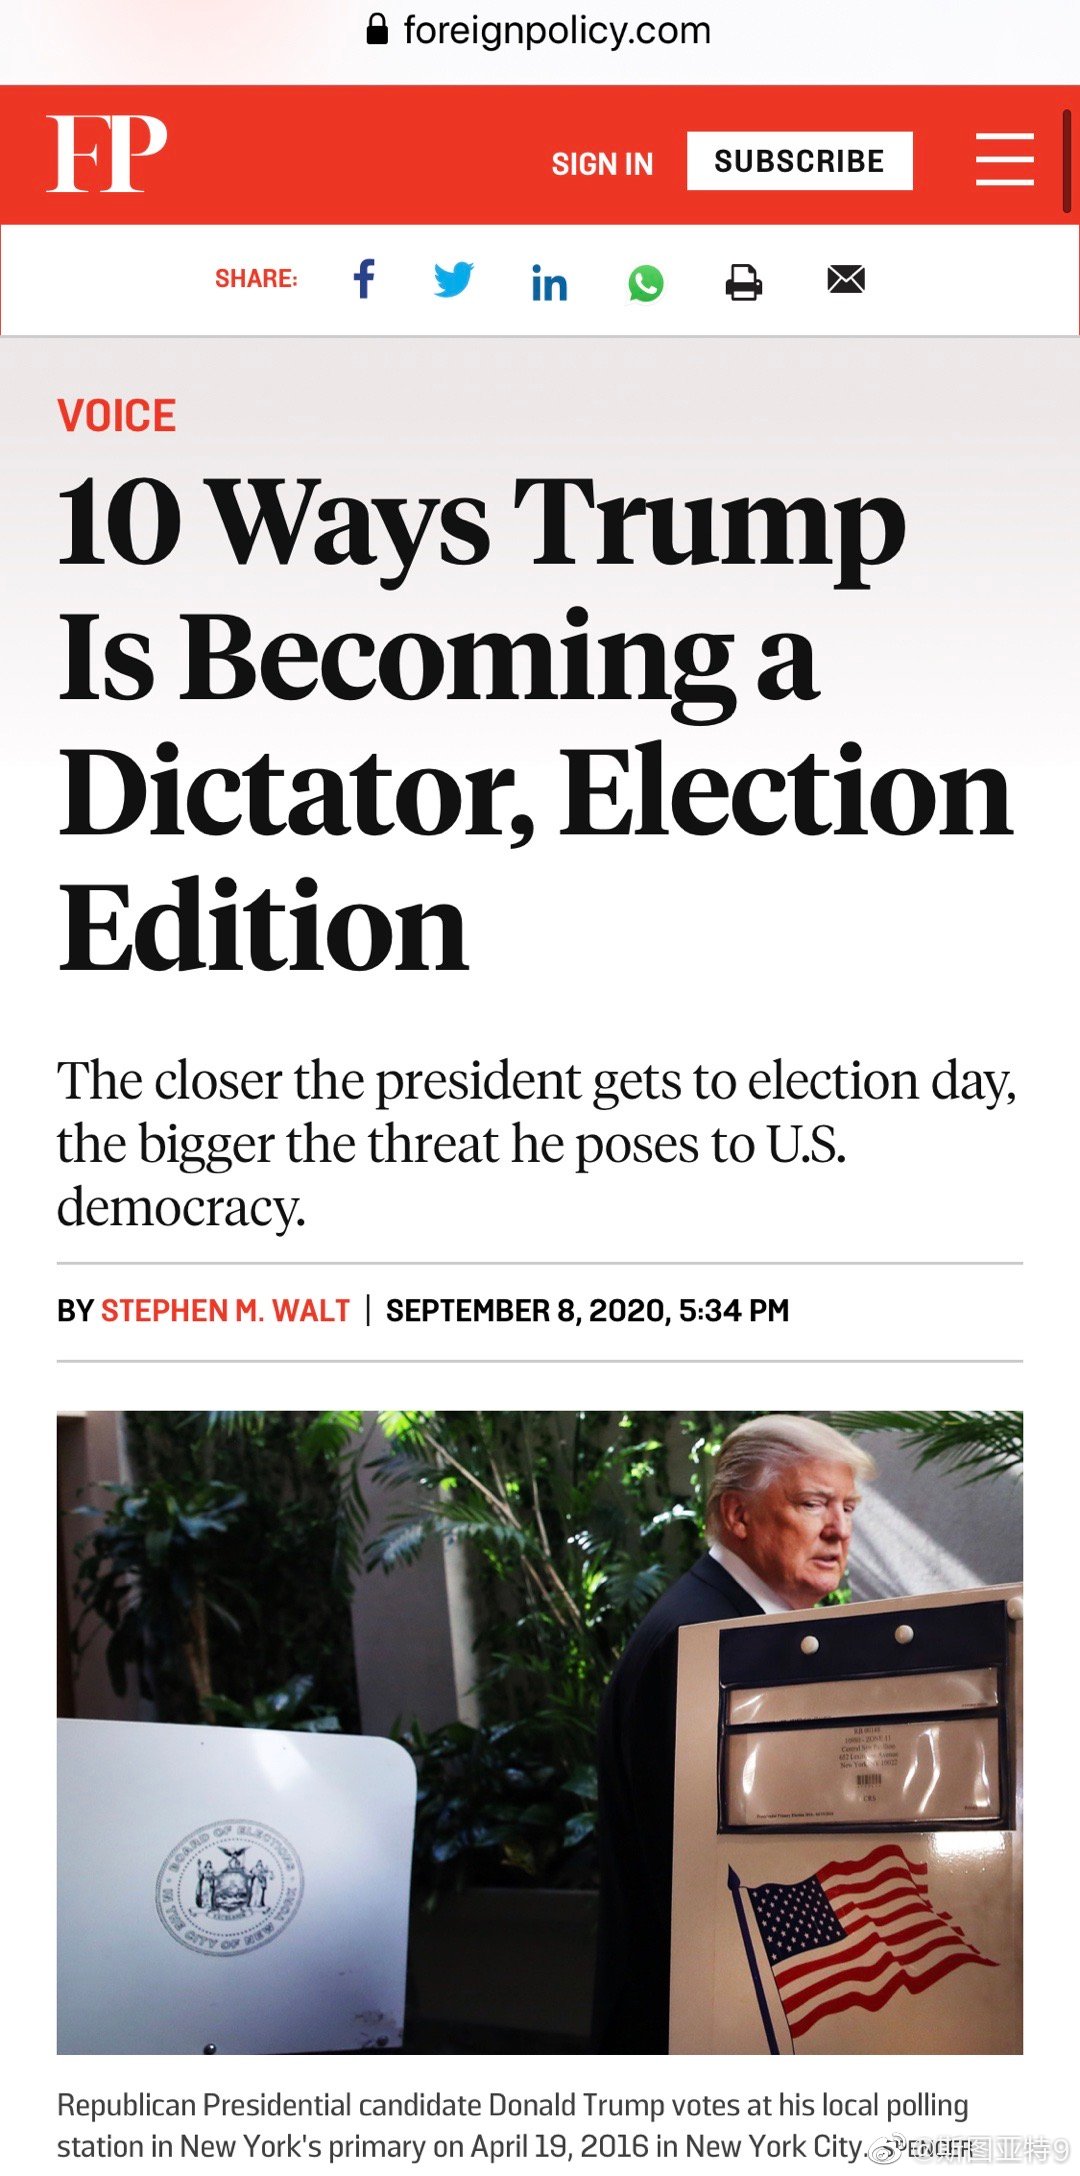 foreignpolicy.com
FP
SIGN IN
SUBSCRIBE
SHARE:
VOICE
10 Ways Trump
Is Becoming a
Dictator, Election
Edition
The closer the president gets to election day,
the bigger the threat he poses to U.S.
democracy.
BY STEPHEN M. WALT | SEPTEMBER 8, 2020, 5:34 PM
BOARD OF ELECTIONS
IN THE CITY OF NEW YORK
Republican Presidential candidate Donald Trump votes at his local polling
station in New York's primary on April 19, 2016 in New York City. SPENCER
@斯图亚特9